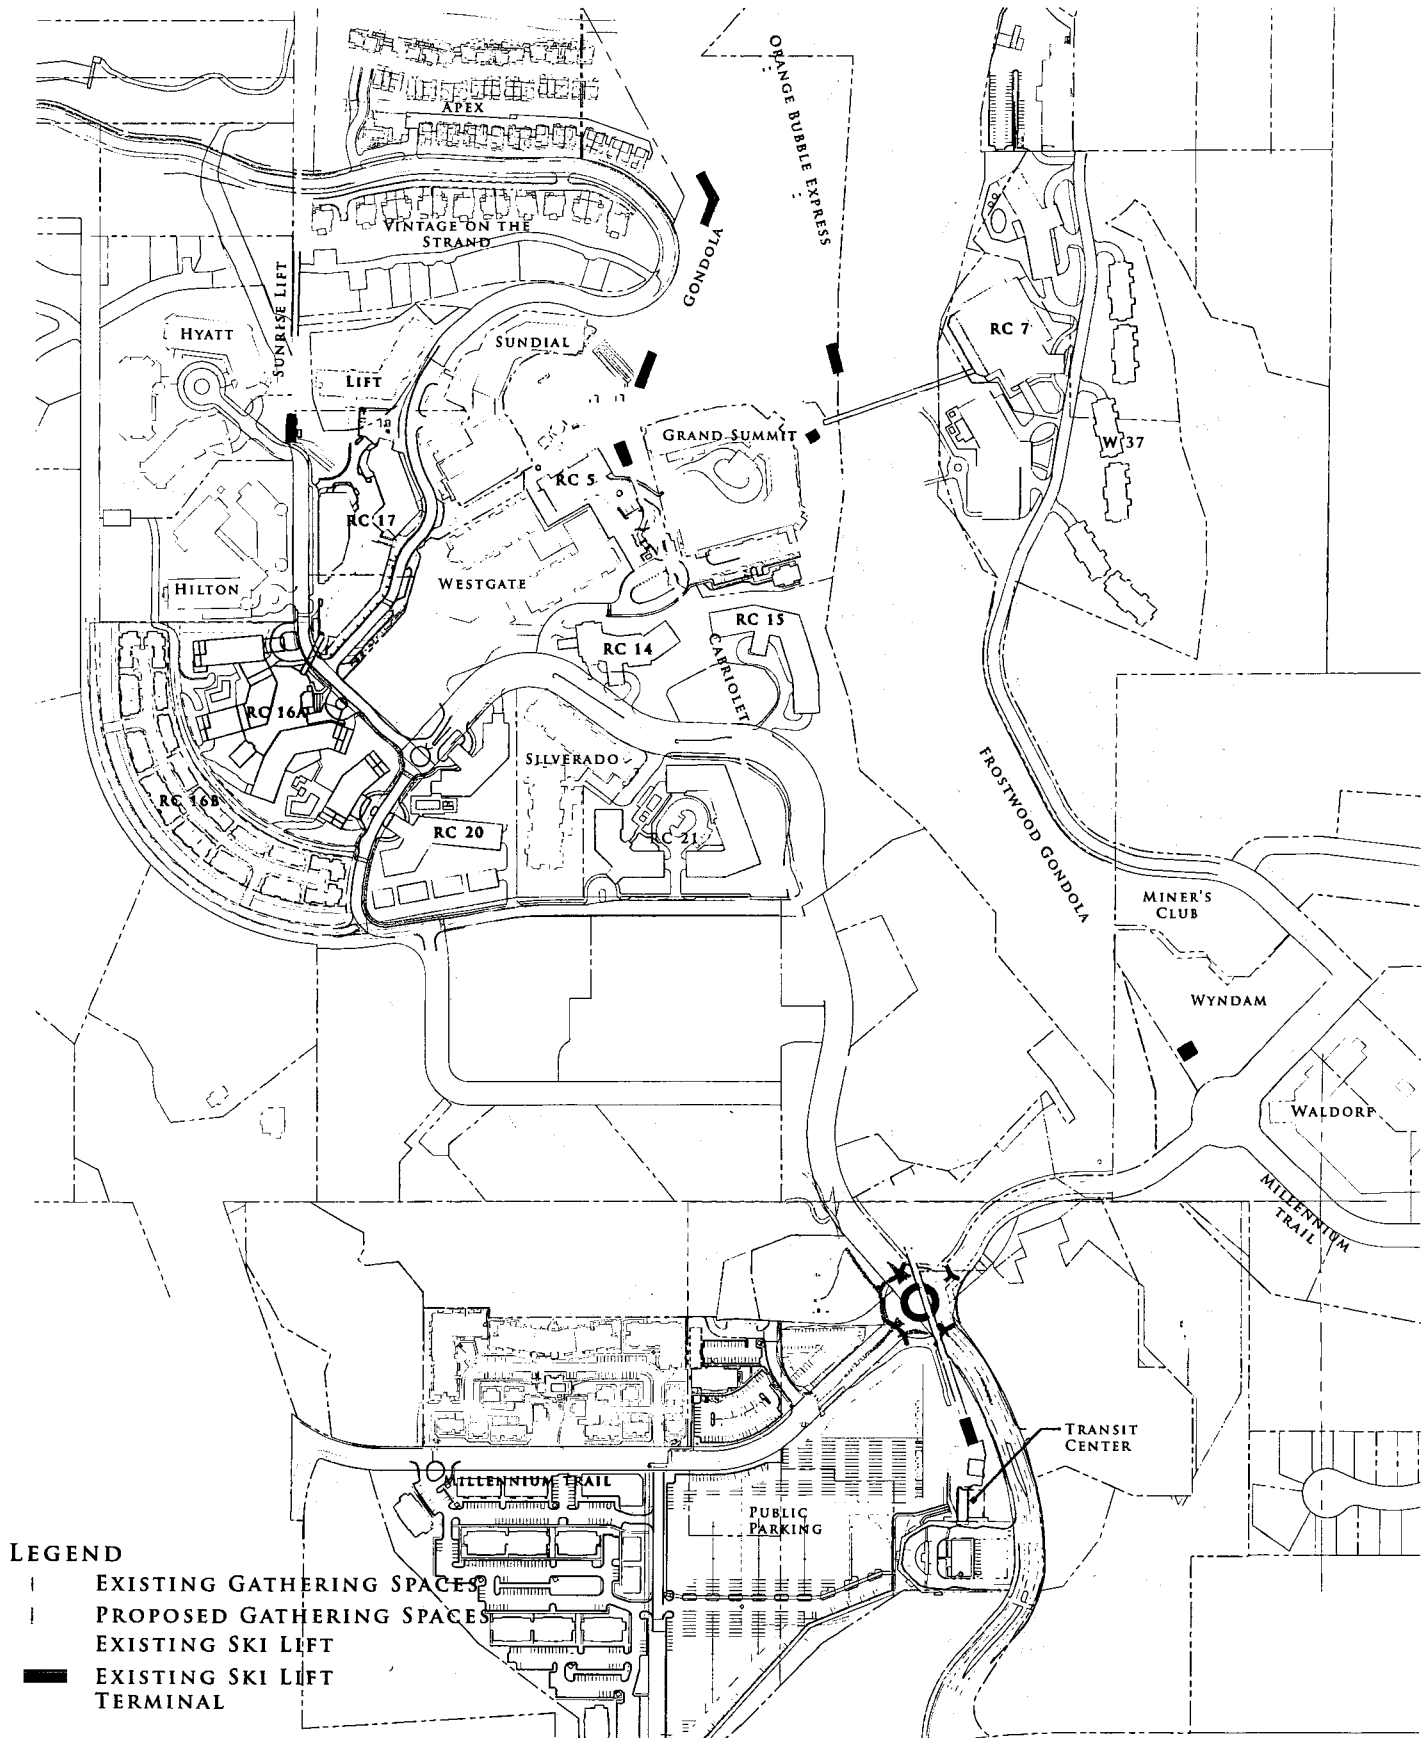 APEX
ORANGE BUBBLE EXPRESS
VINTAGE ON THE
STRAND
GONDOLA
SUNRISE LIFT
HYATT
SUNDIAL
RC 7
LIFT
GRAND SUMMIT
W 37
RC 5
RC 17
WESTGATE
HILTON
RC 15
RC 14
CABRIOLET
RC 16A
SILVERADO
FROSTWOOD GONDOLA
RC 16B
RC 20
RC 21
MINER'S
CLUB
WYNDAM
WALDORF
MILLENNIUM
TRAIL
TRANSIT
CENTER
MILLENNIUM TRAIL
PUBLIC
PARKING
LEGEND
EXISTING GATHERING SPACES
PROPOSED GATHERING SPACES
EXISTING SKI LIFT
EXISTING SKI LIFT
TERMINAL